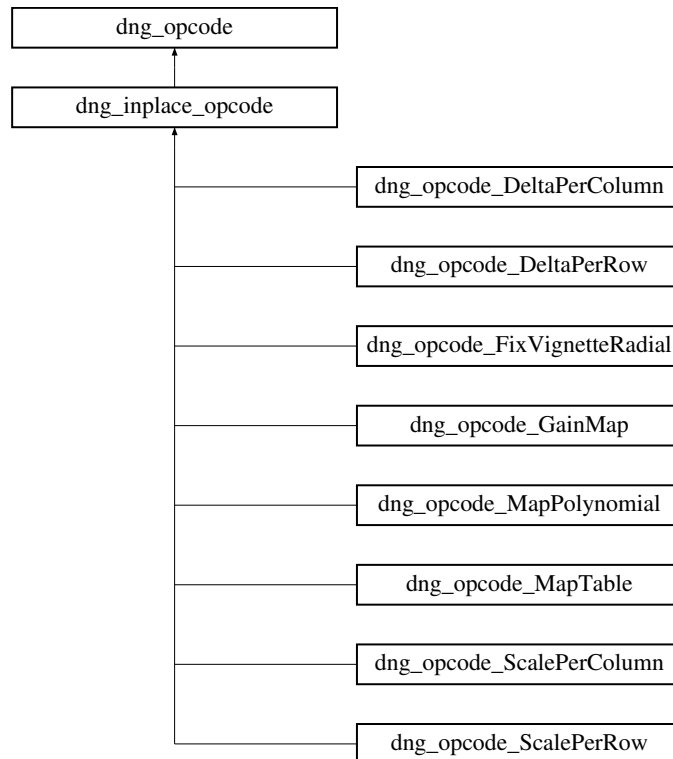 dng_opcode
dng_inplace_opcode
dng_opcode_DeltaPerColumn
dng_opcode_DeltaPerRow
dng_opcode_FixVignetteRadial
dng_opcode_GainMap
dng_opcode_MapPolynomial
dng_opcode_MapTable
dng_opcode_ScalePerColumn
dng_opcode_ScalePerRow